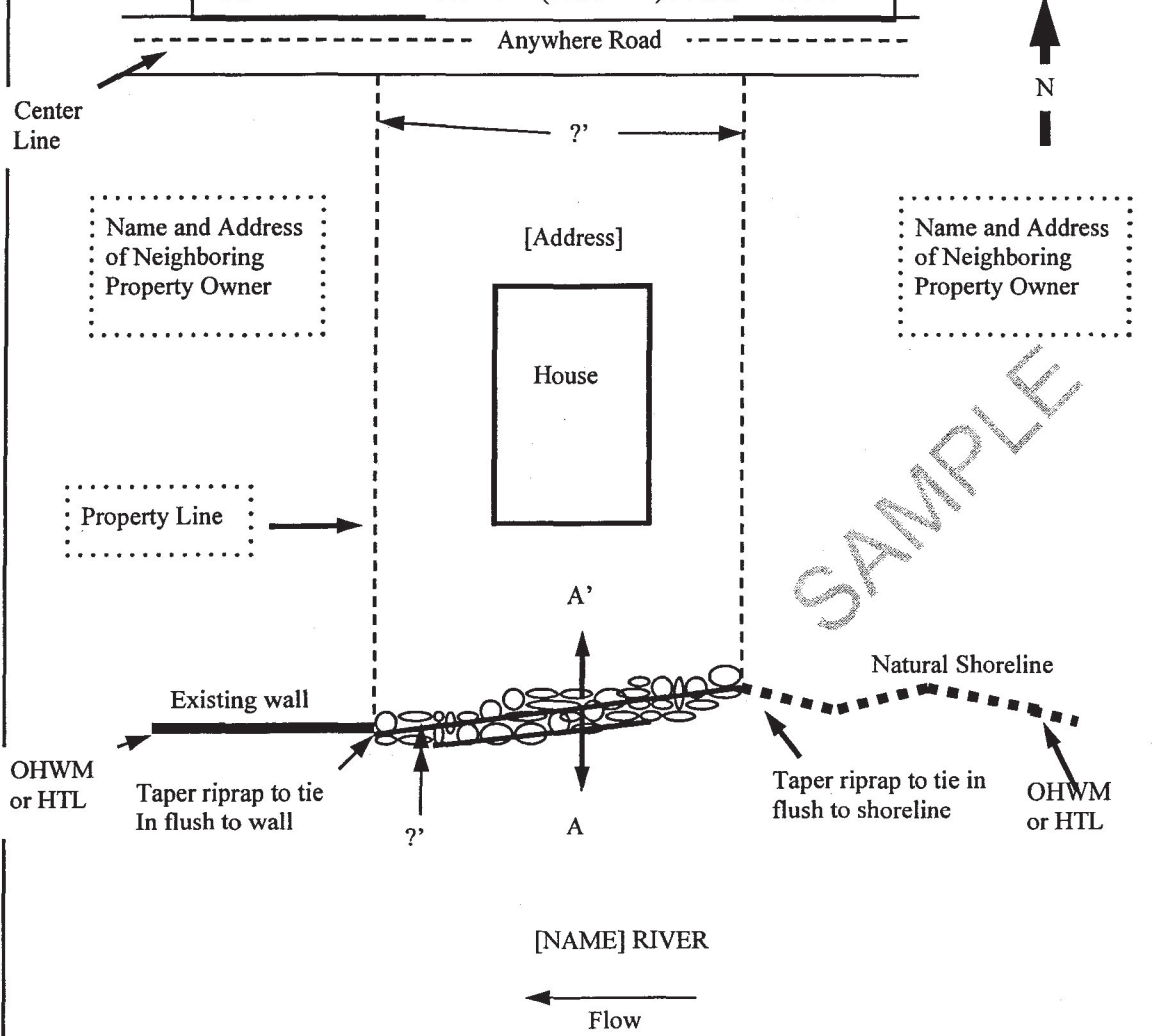 Anywhere Road
N
Center
Line
?’
Name and Address
of Neighboring
Property Owner
[Address]
Name and Address
of Neighboring
Property Owner
House
SAMPLE
Property Line
A’
Natural Shoreline
Existing wall
OHWM
or HTL
Taper riprap to tie
In flush to wall
?’
A
Taper riprap to tie in
flush to shoreline
OHWM
or HTL
[NAME] RIVER
Flow